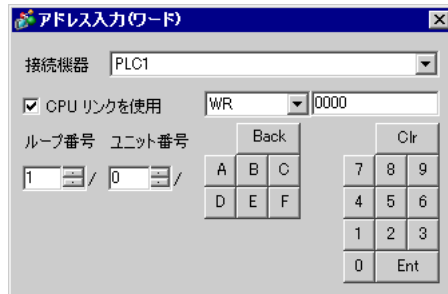 アドレス入力(ワード)
接続機器 PLC1
CPU リンクを使用 WR 0000
ループ番号 ユニット番号 Back Clr
1 / 0 / A B C 7 8 9
D E F 4 5 6
1 2 3
0 Ent